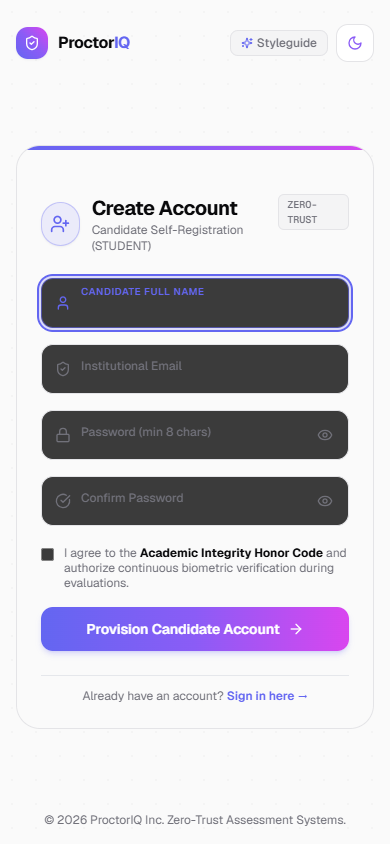 ProctorIQ
Styleguide
Create Account
ZERO-
TRUST
Candidate Self-Registration
(STUDENT)
CANDIDATE FULL NAME
Institutional Email
Password (min 8 chars)
Confirm Password
I agree to the Academic Integrity Honor Code and
authorize continuous biometric verification during
evaluations.
Provision Candidate Account →
Already have an account? Sign in here →
© 2026 ProctorIQ Inc. Zero-Trust Assessment Systems.